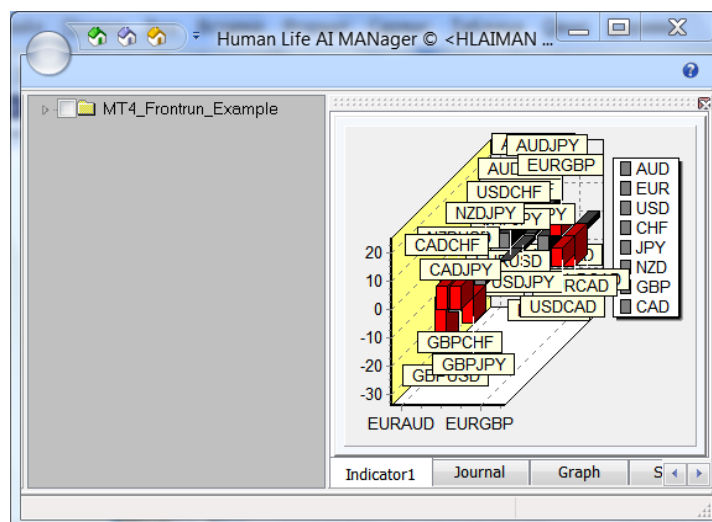 Human Life AI MANager © <HLAIMAN ...
MT4_Frontrun_Example
AUDJPY
EURGBP
USDCHF
NZDJPY
CADCHF
CADJPY
USDJPY
USDCAD
GBPCHF
GBPJPY
20
10
0
-10
-20
-30
EURAUD EURGBP
AUD
EUR
USD
CHF
JPY
NZD
GBP
CAD
Indicator1 Journal Graph S